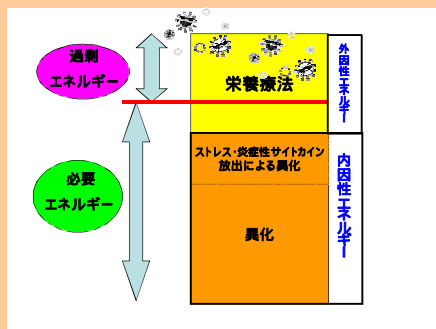 過剰
エネルギー
必要
エネルギー
栄養療法
ストレス・炎症性サイトカイン
放出による異化
異化
外因性エネルギー
内因性エネルギー